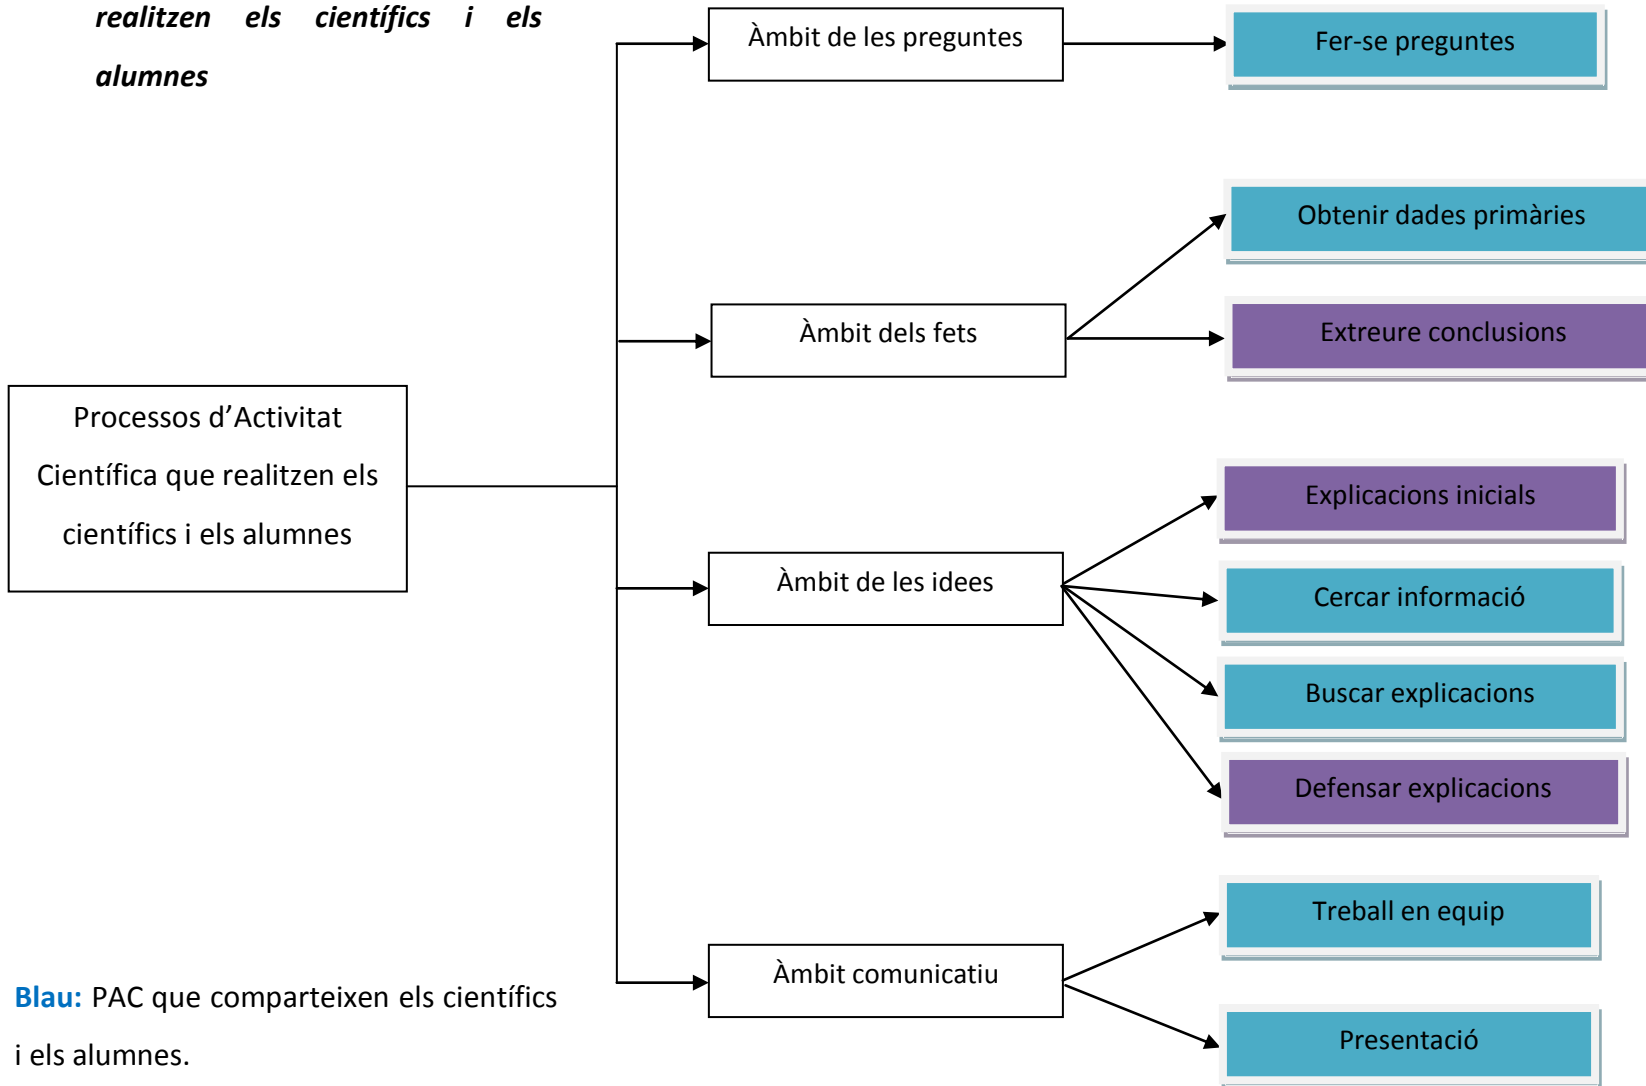 realitzen els científics i els
alumnes
Àmbit de les preguntes
Fer-se preguntes
Obtenir dades primàries
Àmbit dels fets
Extreure conclusions
Processos d’Activitat
Científica que realitzen els
científics i els alumnes
Explicacions inicials
Àmbit de les idees
Cercar informació
Buscar explicacions
Defensar explicacions
Treball en equip
Àmbit comunicatiu
Presentació
Blau: PAC que comparteixen els científics
i els alumnes.